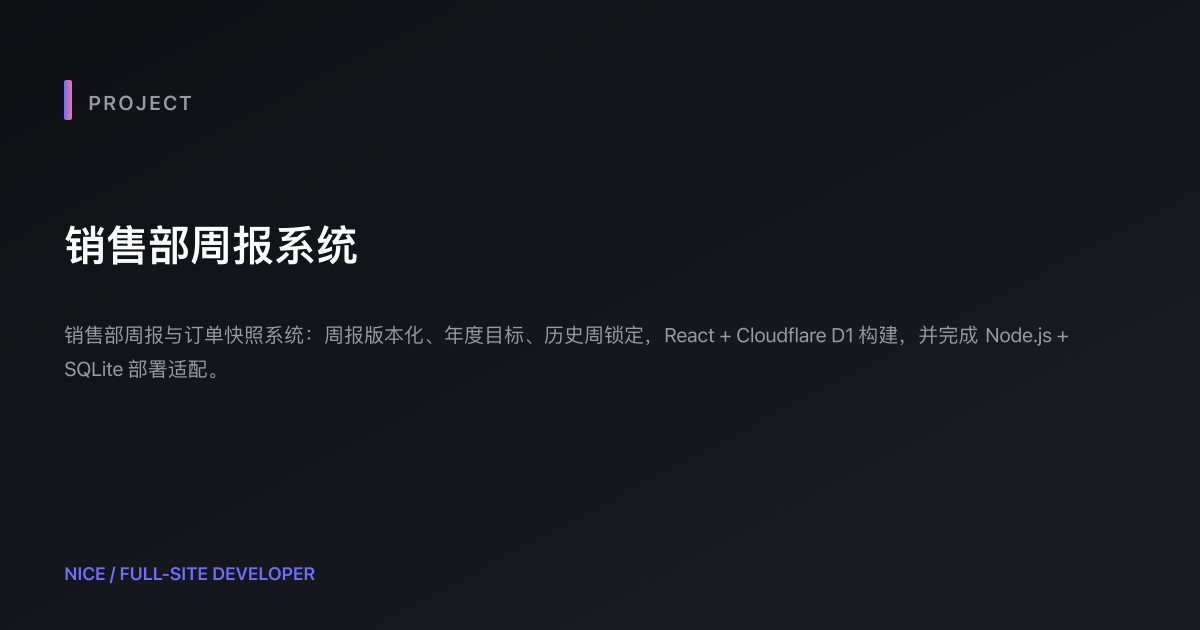 PROJECT
销售部周报系统
销售部周报与订单快照系统：周报版本化、年度目标、历史周锁定，React + Cloudflare D1 构建，并完成 Node.js +
SQLite 部署适配。
NICE / FULL-SITE DEVELOPER